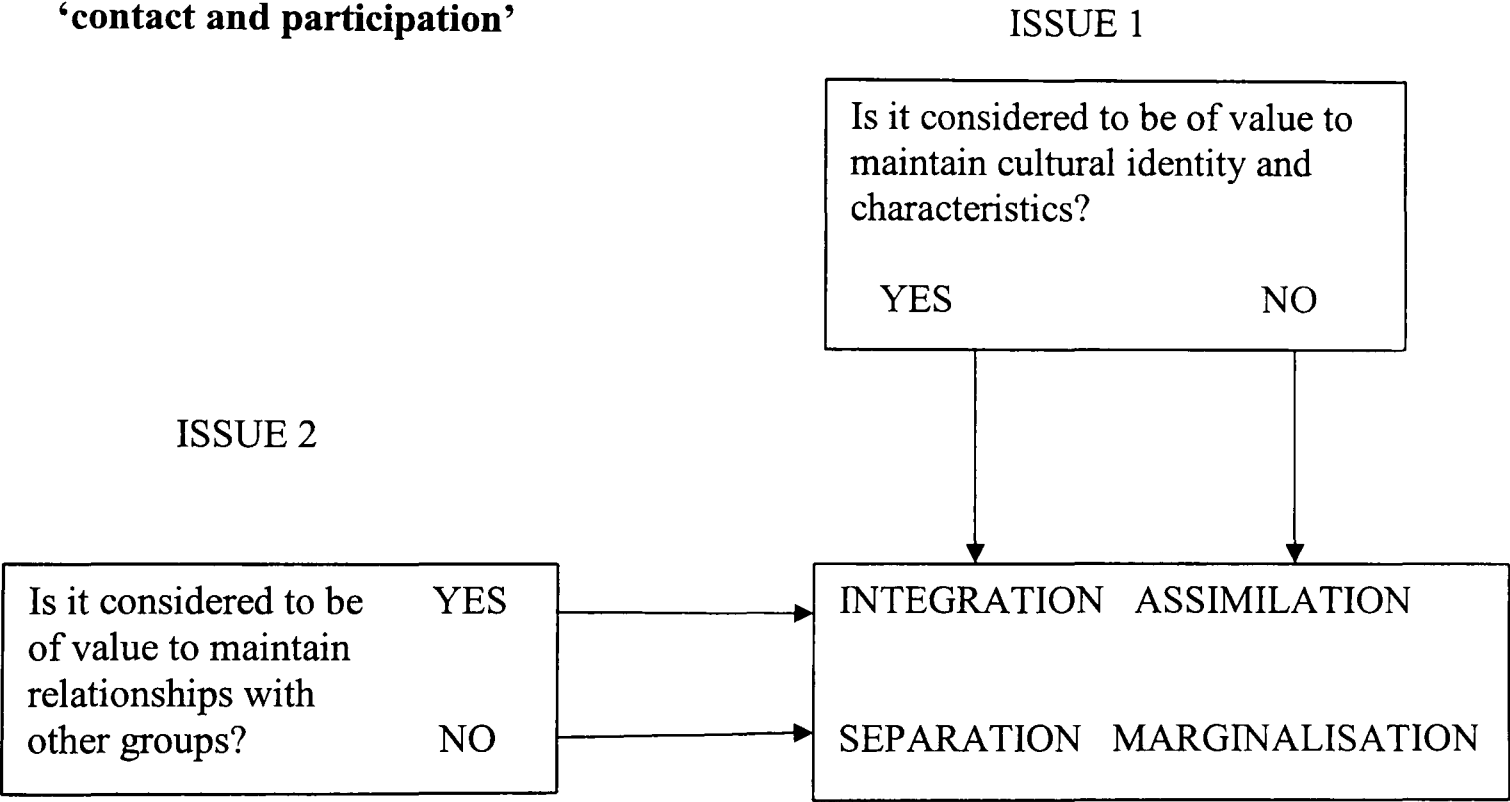 ‘contact and participation’
ISSUE 1
Is it considered to be of value to
maintain cultural identity and
characteristics?
YES NO
ISSUE 2
Is it considered to be YES
of value to maintain
relationships with
other groups? NO
INTEGRATION ASSIMILATION
SEPARATION MARGINALISATION